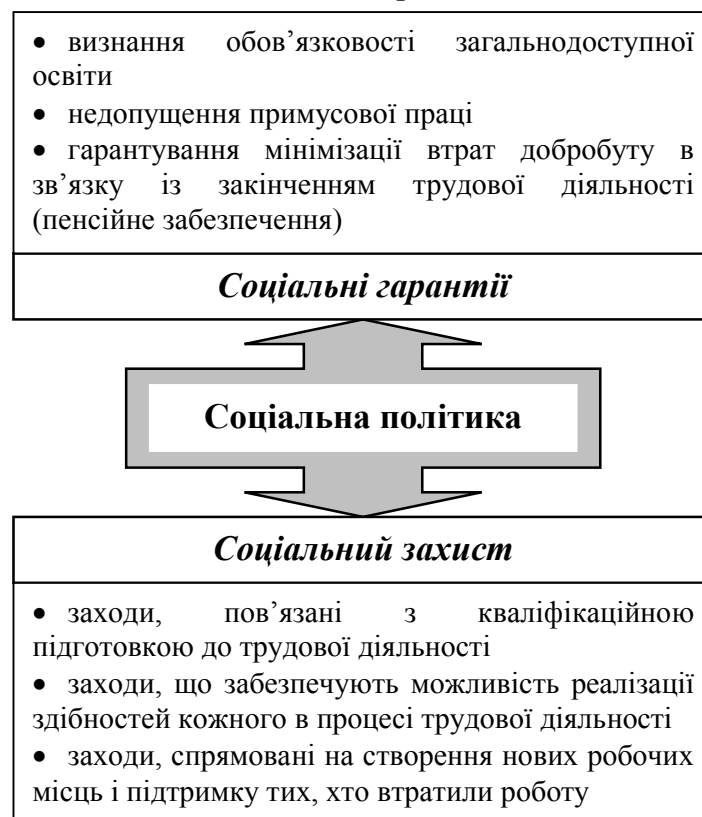 • визнання обов’язковості загальнодоступної
освіти
• недопущення примусової праці
• гарантування мінімізації втрат добробуту в
зв’язку із закінченням трудової діяльності
(пенсійне забезпечення)
Соціальні гарантії
Соціальна політика
Соціальний захист
• заходи, пов’язані з кваліфікаційною
підготовкою до трудової діяльності
• заходи, що забезпечують можливість реалізації
здібностей кожного в процесі трудової діяльності
• заходи, спрямовані на створення нових робочих
місць і підтримку тих, хто втратили роботу